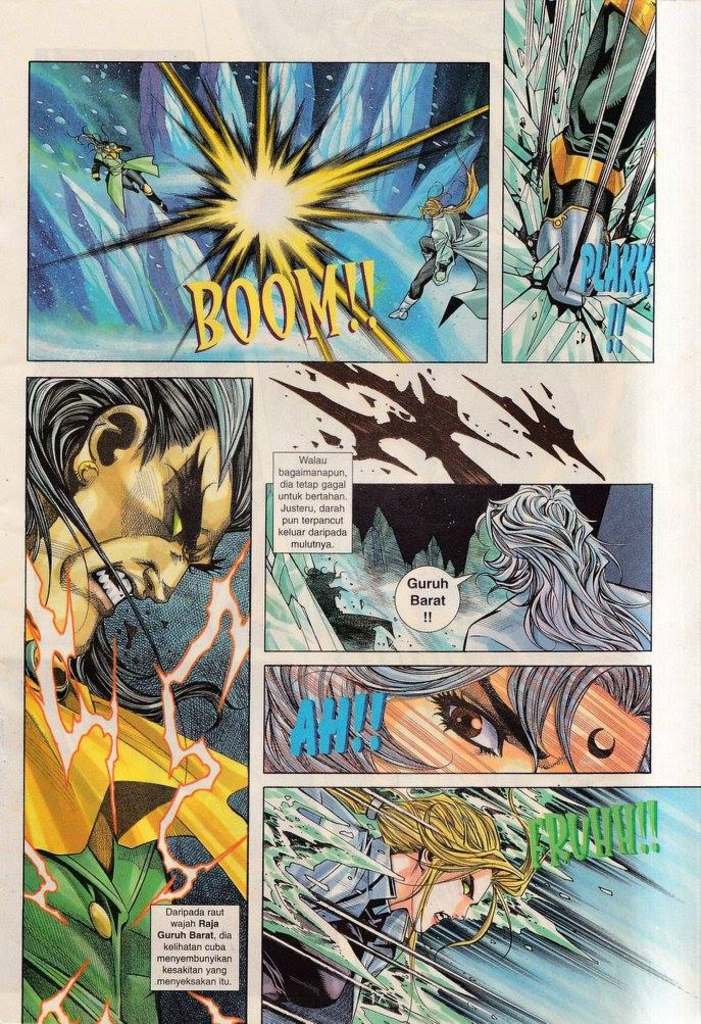 BOOM!!
PLAKK
!!
Walau
bagaimanapun,
dia tetap gagal
untuk bertahan.
Justeru, darah
pun terpancut
keluar daripada
mulutnya.
Guruh
Barat
!!
AH!!
FRUHH!!
Daripada raut
wajah Raja
Guruh Barat, dia
kelihatan cuba
menyembunyikan
kesakitan yang
menyeksakan itu.